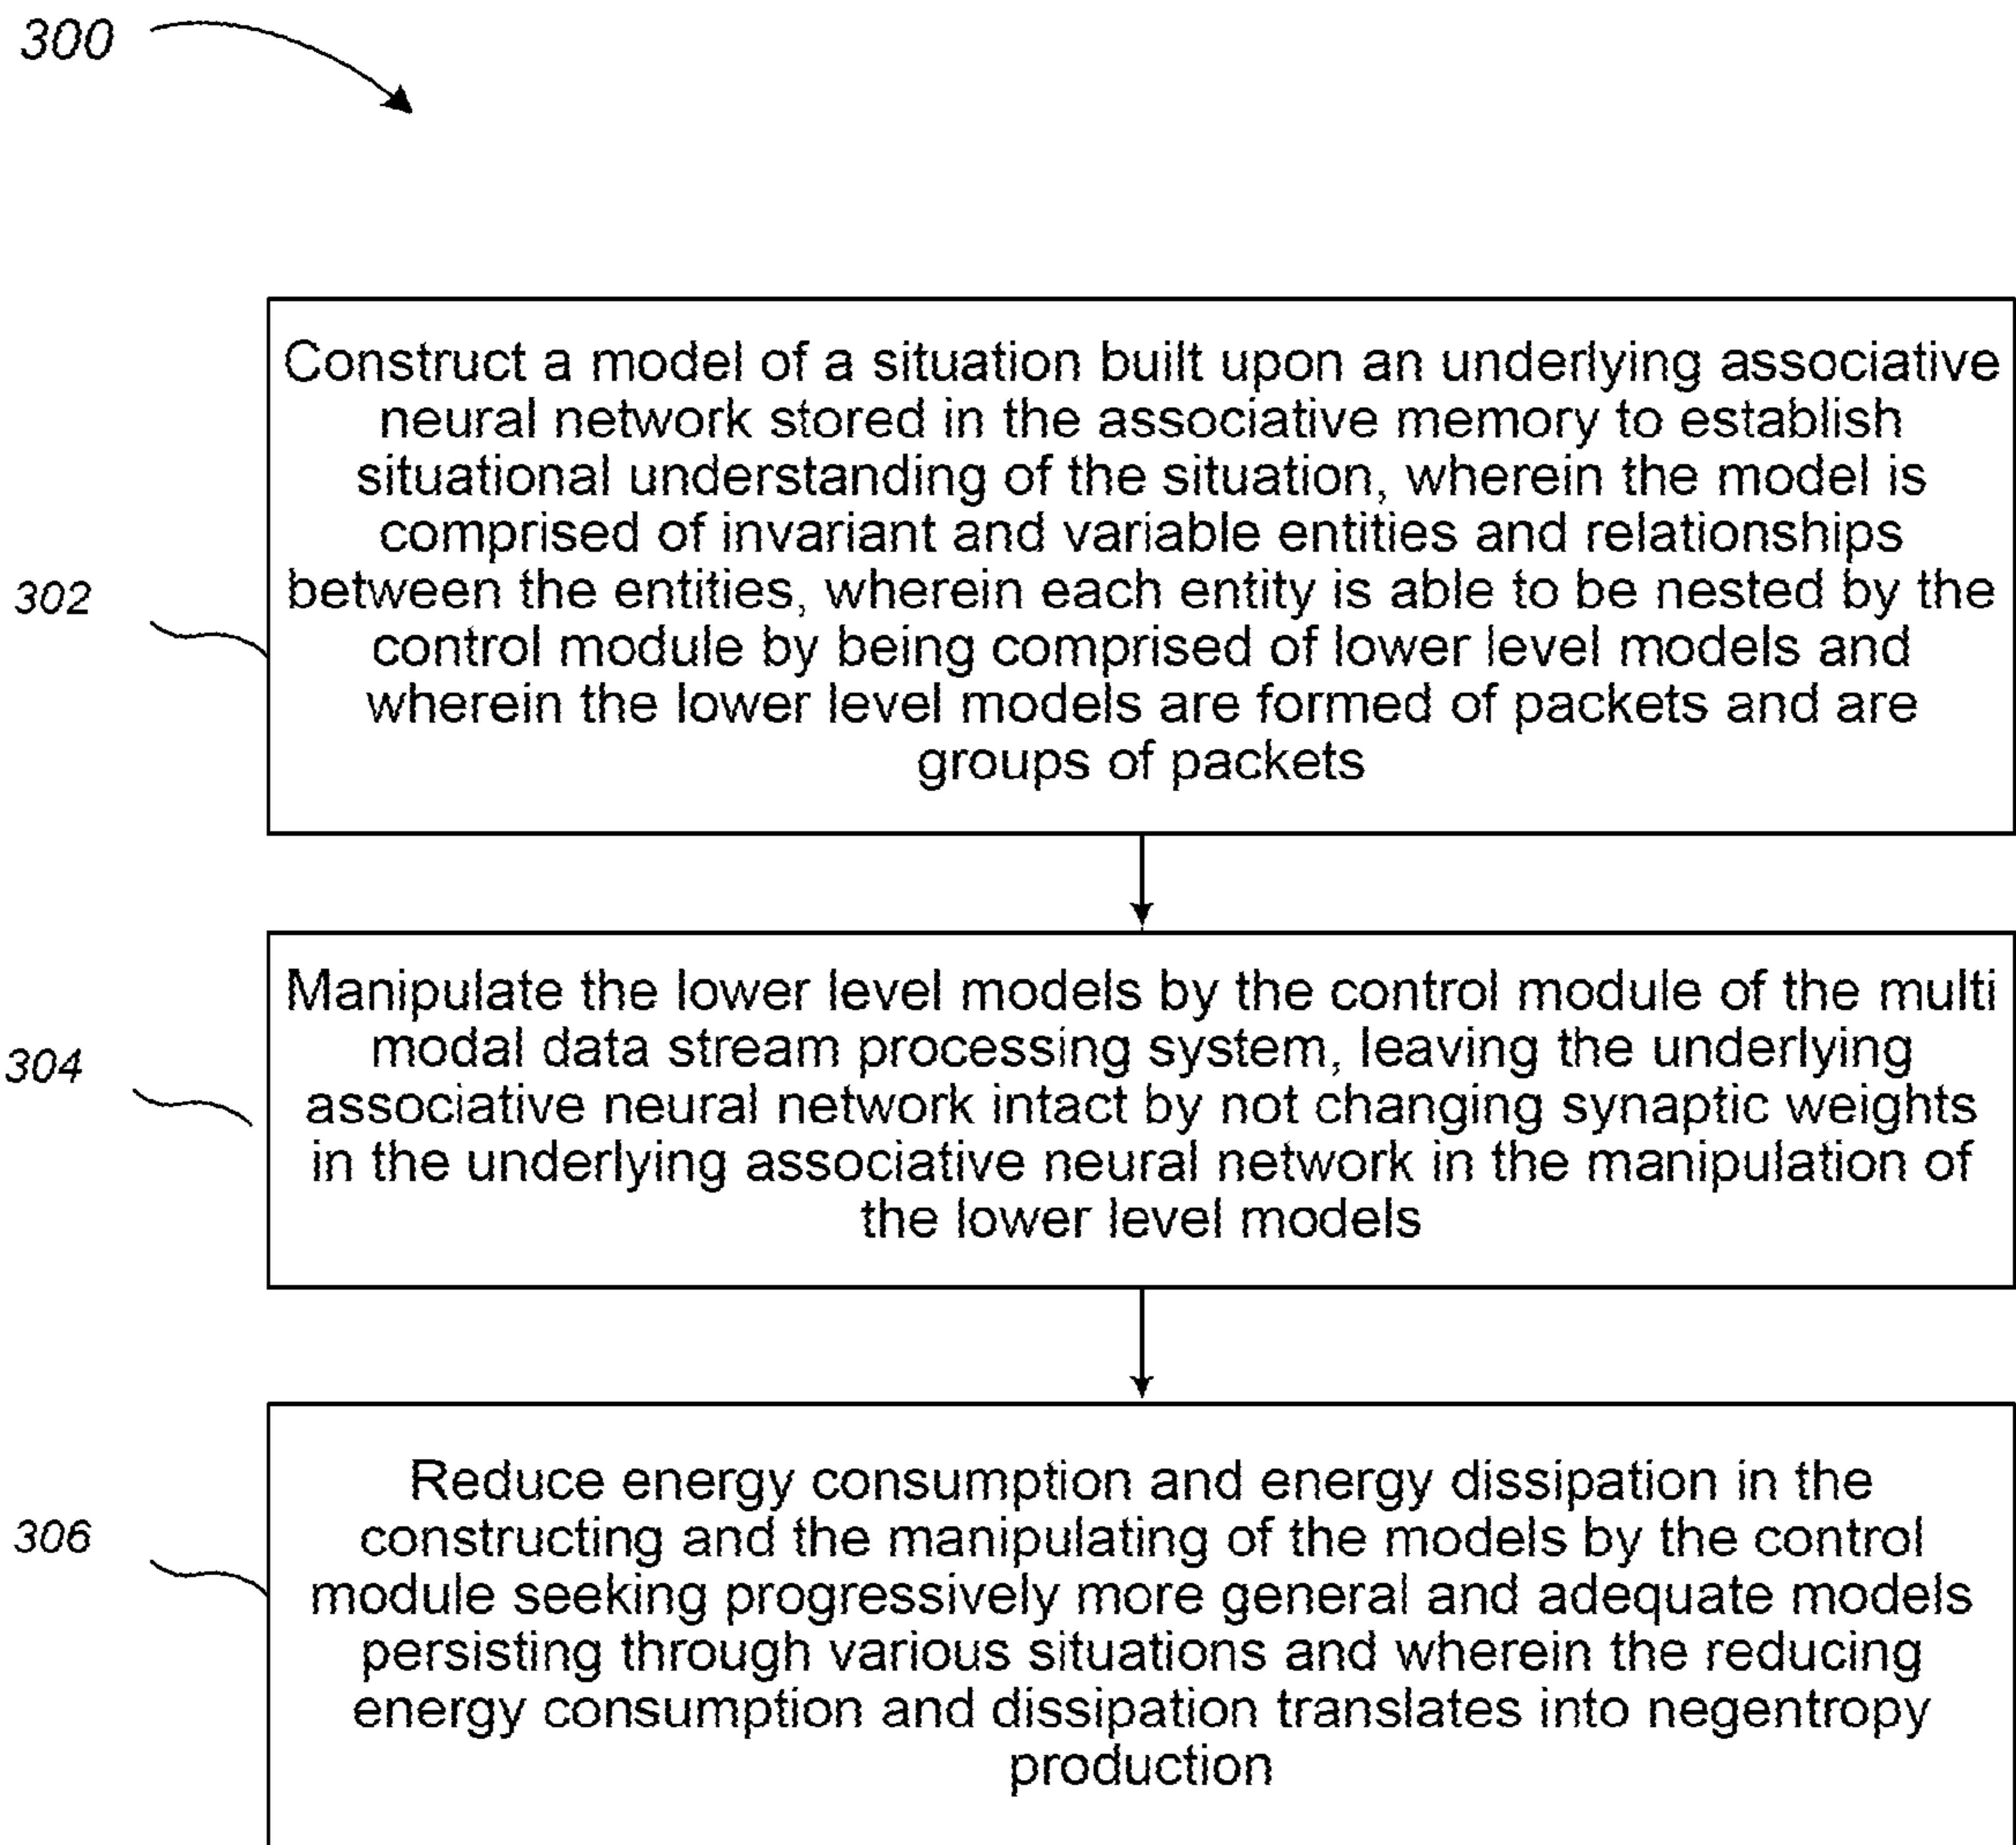 300
Construct a model of a situation built upon an underlying associative
neural network stored in the associative memory to establish
situational understanding of the situation, wherein the model is
comprised of invariant and variable entities and relationships
between the entities, wherein each entity is able to be nested by the
control module by being comprised of lower level models and
wherein the lower level models are formed of packets and are
groups of packets
302
Manipulate the lower level models by the control module of the multi
modal data stream processing system, leaving the underlying
associative neural network intact by not changing synaptic weights
in the underlying associative neural network in the manipulation of
the lower level models
304
Reduce energy consumption and energy dissipation in the
constructing and the manipulating of the models by the control
module seeking progressively more general and adequate models
persisting through various situations and wherein the reducing
energy consumption and dissipation translates into negentropy
production
306